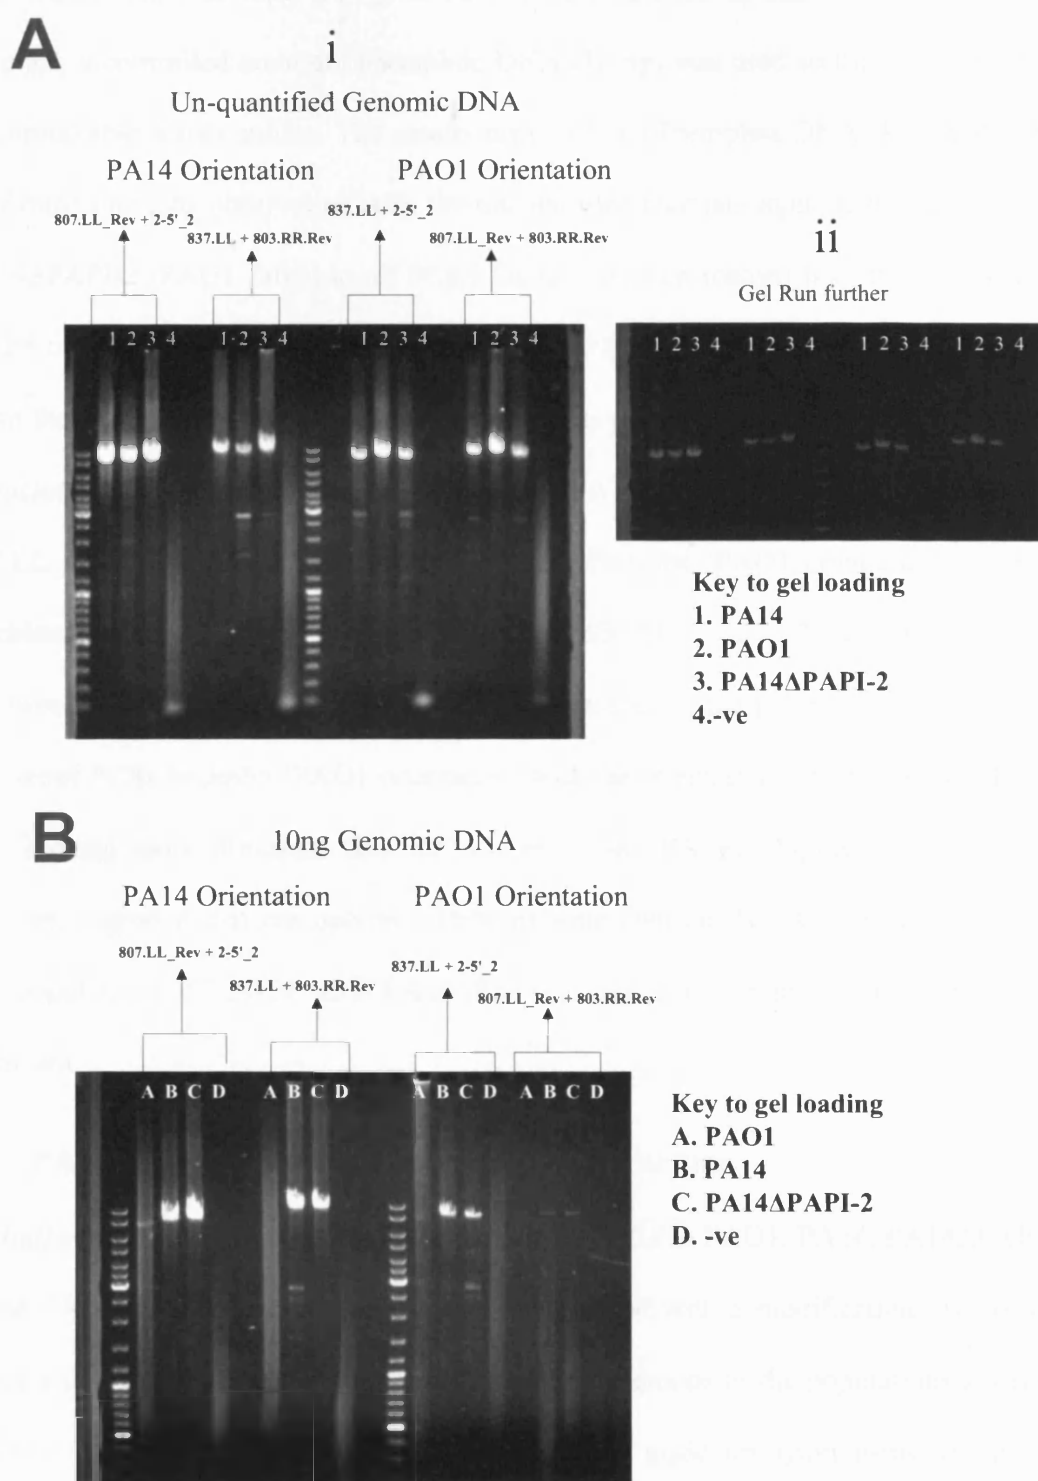 A
i
Un-quantified Genomic DNA
PA14 Orientation
PAO1 Orientation
807.LL_Rev + 2-5'_2
837.LL + 803.RR.Rev
837.LL + 2-5'_2
807.LL_Rev + 803.RR.Rev
1 2 3 4 1 2 3 4 1 2 3 4 1 2 3 4
ii
Gel Run further
1 2 3 4 1 2 3 4 1 2 3 4 1 2 3 4
Key to gel loading
1. PA14
2. PAO1
3. PA14ΔPAPI-2
4.-ve
B
10ng Genomic DNA
PA14 Orientation
PAO1 Orientation
807.LL_Rev + 2-5'_2
837.LL + 803.RR.Rev
837.LL + 2-5'_2
807.LL_Rev + 803.RR.Rev
A B C D A B C D A B C D A B C D
Key to gel loading
A. PAO1
B. PA14
C. PA14ΔPAPI-2
D. -ve